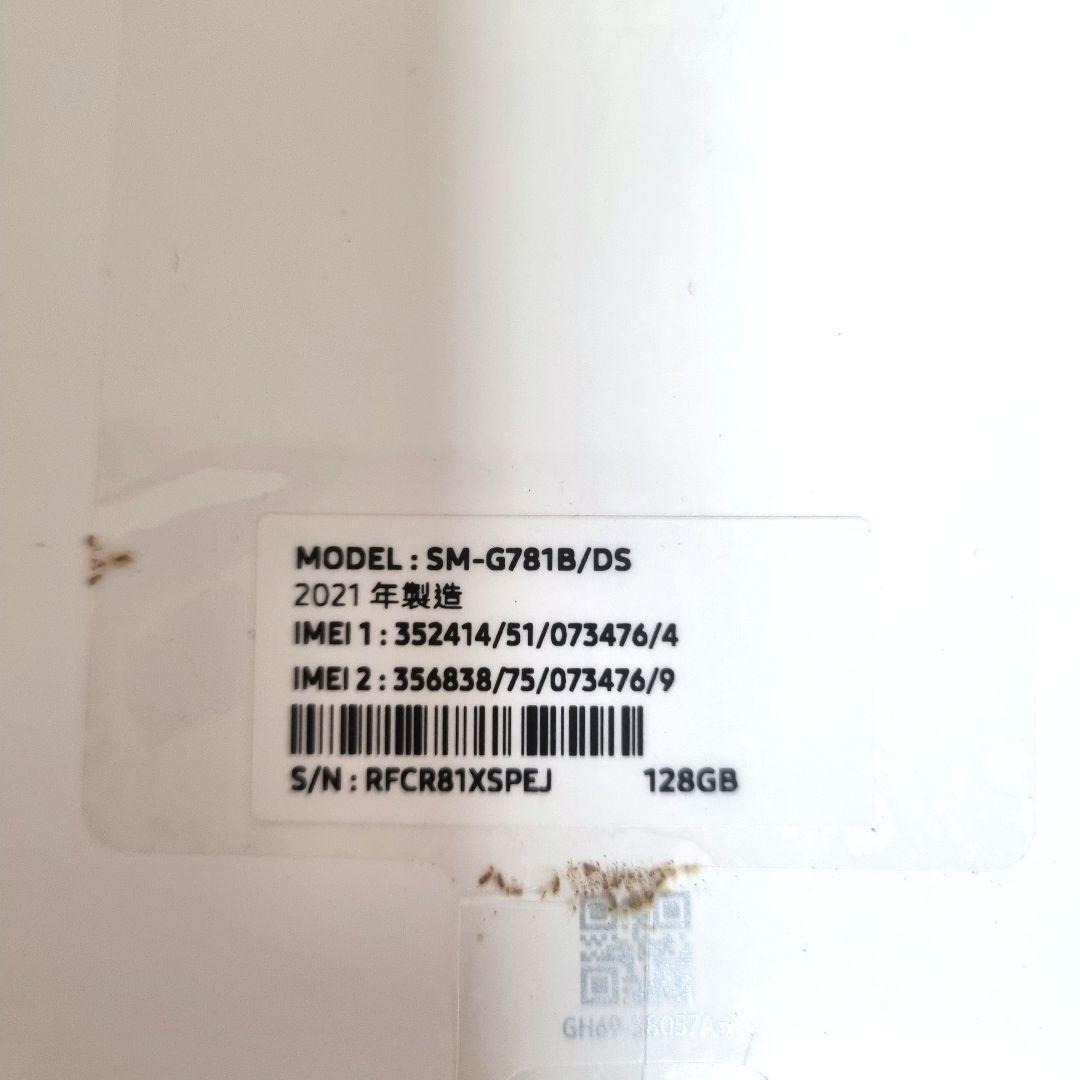 MODEL : SM-G781B/DS
2021 年製造
IMEI 1 : 352414/51/073476/4
IMEI 2 : 356838/75/073476/9
S/N : RFCR81XSPEJ 128GB